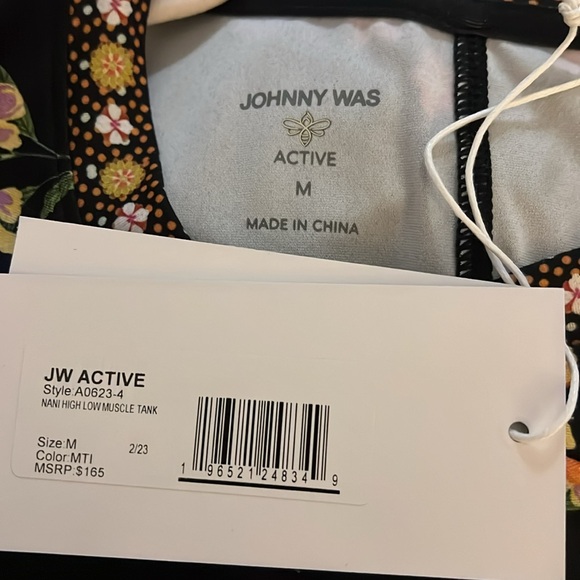 JOHNNY WAS
ACTIVE
M
MADE IN CHINA
JW ACTIVE
Style:A0623-4
NANI HIGH LOW MUSCLE TANK
Size:M 2/23
Color:MTI
MSRP:$165
1 96521 24834 9